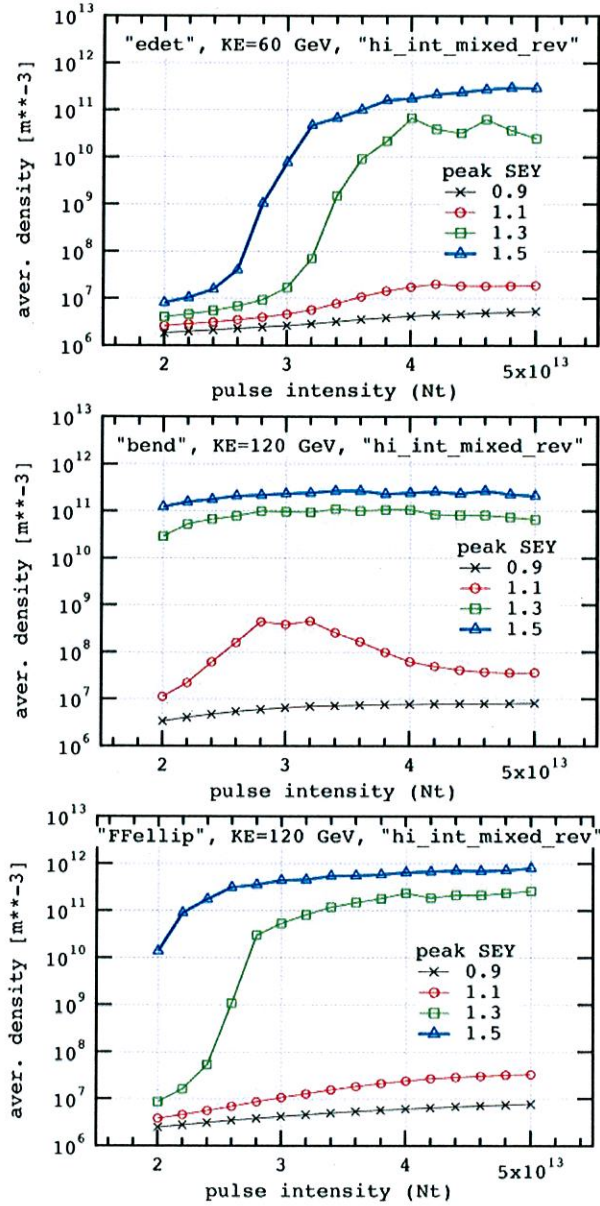 10^13
"edet", KE=60 GeV, "hi_int_mixed_rev"
10^12
10^11
10^10
10^9
10^8
10^7
10^6
aver. density [m**-3]
peak SEY
0.9
1.1
1.3
1.5
2 3 4 5x10^13
pulse intensity (Nt)
10^13
"bend", KE=120 GeV, "hi_int_mixed_rev"
10^12
10^11
10^10
10^9
10^8
10^7
10^6
aver. density [m**-3]
peak SEY
0.9
1.1
1.3
1.5
2 3 4 5x10^13
pulse intensity (Nt)
10^13
"FFellip", KE=120 GeV, "hi_int_mixed_rev"
10^12
10^11
10^10
10^9
10^8
10^7
10^6
aver. density [m**-3]
peak SEY
0.9
1.1
1.3
1.5
2 3 4 5x10^13
pulse intensity (Nt)